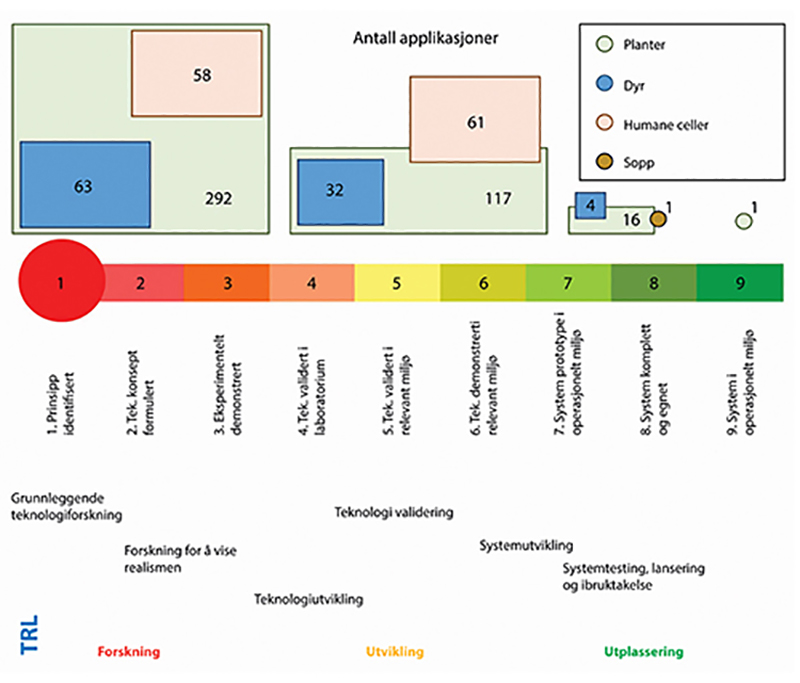 Antall applikasjoner
58
63
292
61
32
117
4
16
1
1
Planter
Dyr
Humane celler
Sopp
1
2
3
4
5
6
7
8
9
1. Prinsipp
identifisert
2. Tek. konsept
formulert
3. Eksperimentelt
demonstrert
4. Tek. validert i
laboratorium
5. Tek. validert i
relevant miljø
6. Tek. demonstrerti
relevant miljø
7. System prototype i
operasjonelt miljø
8. System komplett
og egnet
9. System i
operasjonelt miljø
Grunnleggende
teknologiforskning
Teknologi validering
Forskning for å vise
realismen
Systemutvikling
Systemtesting, lansering
og ibruktakelse
Teknologiutvikling
TRL
Forskning
Utvikling
Utplassering